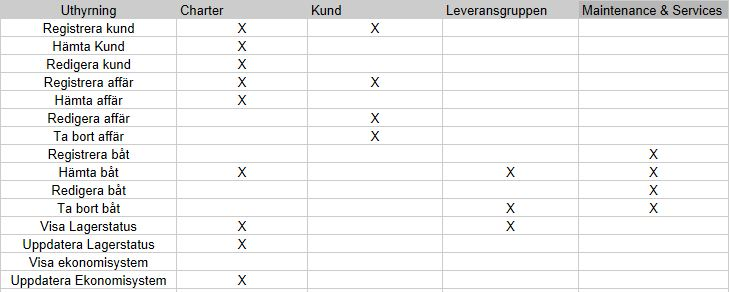 Uthyrning Charter Kund Leveransgruppen Maintenance & Services
Registrera kund X X
Hämta Kund X
Redigera kund X
Registrera affär X X
Hämta affär X
Redigera affär X
Ta bort affär X
Registrera båt X
Hämta båt X X X
Redigera båt X
Ta bort båt X X
Visa Lagerstatus X X
Uppdatera Lagerstatus X
Visa ekonomisystem
Uppdatera Ekonomisystem X